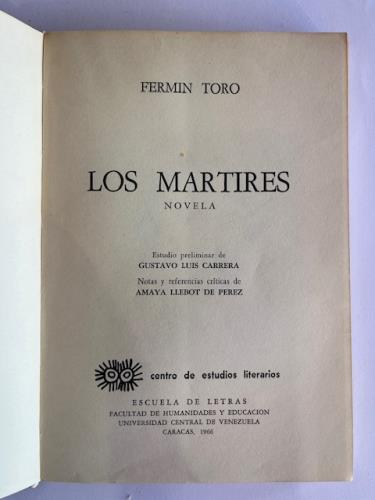 FERMIN TORO
LOS MARTIRES
NOVELA
Estudio preliminar de
GUSTAVO LUIS CARRERA
Notas y referencias críticas de
AMAYA LLEBOT DE PEREZ
centro de estudios literarios
ESCUELA DE LETRAS
FACULTAD DE HUMANIDADES Y EDUCACION
UNIVERSIDAD CENTRAL DE VENEZUELA
CARACAS, 1966